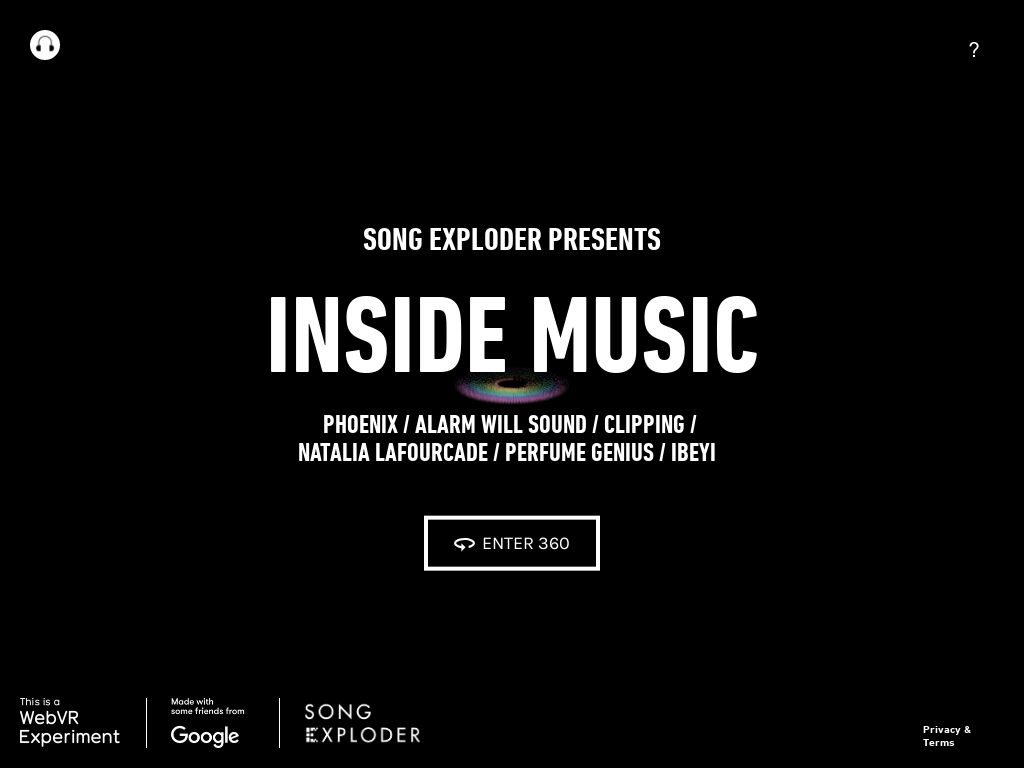 ?
SONG EXPLODER PRESENTS
INSIDE MUSIC
PHOENIX / ALARM WILL SOUND / CLIPPING /
NATALIA LAFOURCADE / PERFUME GENIUS / IBEYI
ENTER 360
This is a
WebVR
Experiment
Made with
some friends from
Google
SONG
EXPLODER
Privacy &
Terms